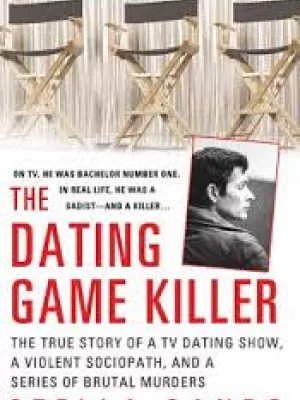 ON TV, HE WAS BACHELOR NUMBER ONE.
IN REAL LIFE, HE WAS A
SADIST—AND A KILLER...
THE
DATING
GAME KILLER
THE TRUE STORY OF A TV DATING SHOW,
A VIOLENT SOCIOPATH, AND A
SERIES OF BRUTAL MURDERS